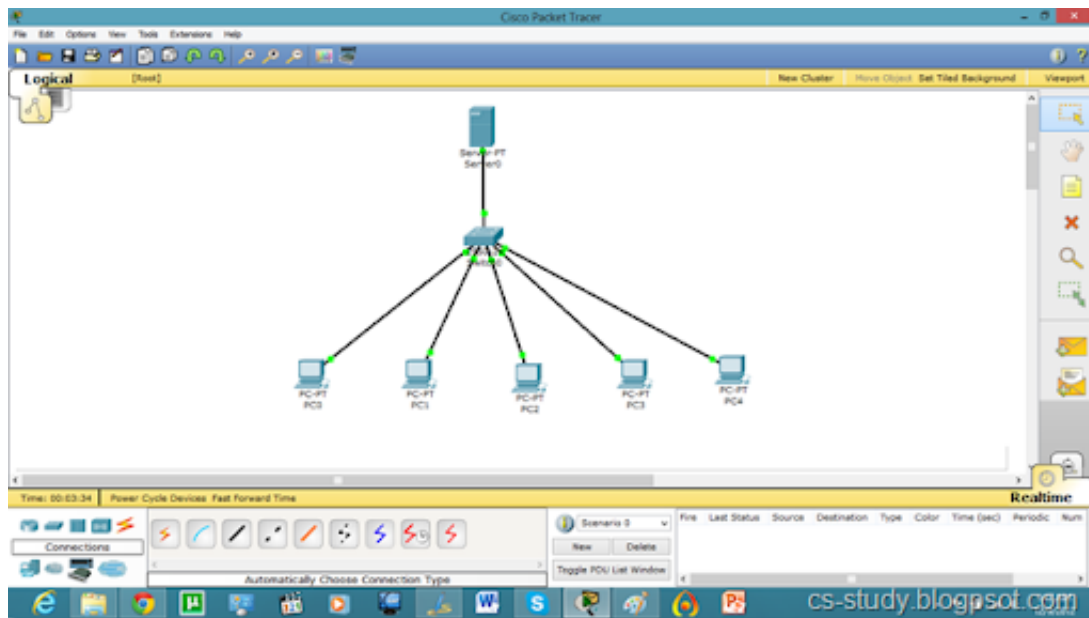 Cisco Packet Tracer
File Edit Options View Tools Extensions Help
Logical [Root] New Cluster Move Object Set Tiled Background Viewport
Server-PT
Server0
PC-PT
PC0
PC-PT
PC1
PC-PT
PC2
PC-PT
PC3
PC-PT
PC4
Time: 00:03:34 Power Cycle Devices Fast Forward Time Realtime
Connections
Automatically Choose Connection Type
Scenario 0
New Delete
Toggle PDU List Window
Fire Last Status Source Destination Type Color Time (sec) Periodic Num
cs-study.blogpsot.com